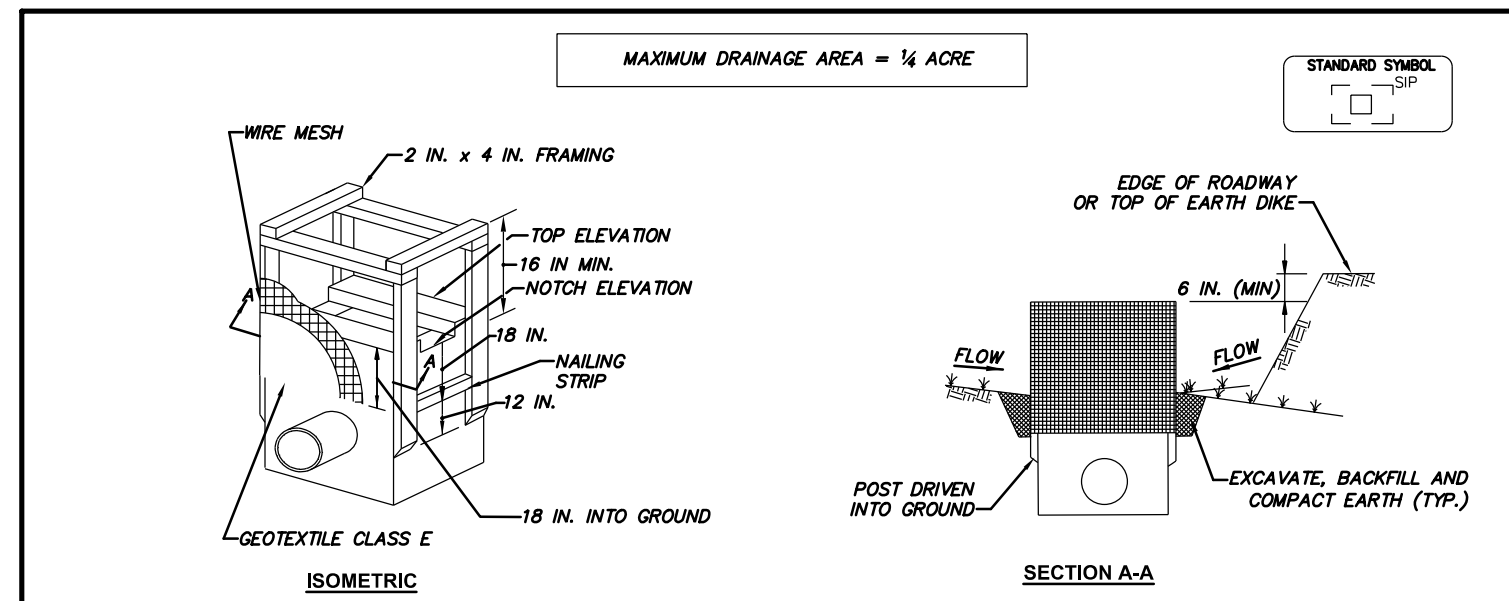 MAXIMUM DRAINAGE AREA = ¼ ACRE
STANDARD SYMBOL
SIP
WIRE MESH
2 IN. x 4 IN. FRAMING
TOP ELEVATION
16 IN MIN.
NOTCH ELEVATION
A
18 IN.
A
NAILING
STRIP
12 IN.
18 IN. INTO GROUND
GEOTEXTILE CLASS E
ISOMETRIC
EDGE OF ROADWAY
OR TOP OF EARTH DIKE
6 IN. (MIN)
FLOW
FLOW
POST DRIVEN
INTO GROUND
EXCAVATE, BACKFILL AND
COMPACT EARTH (TYP.)
SECTION A-A